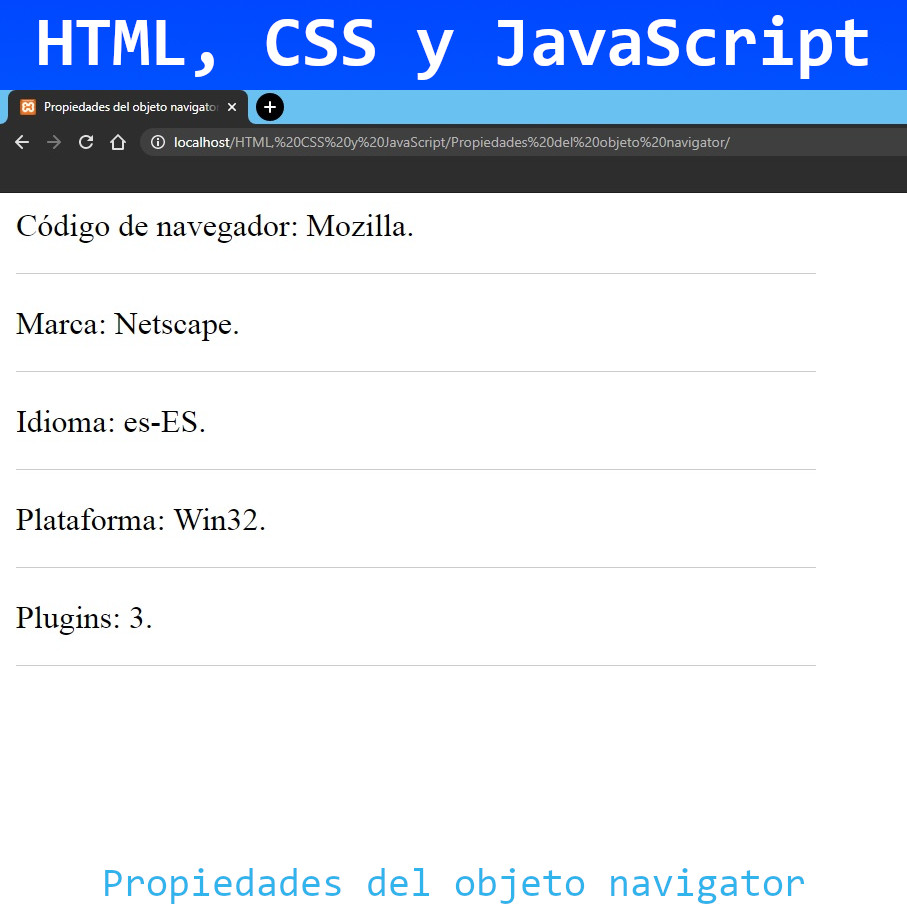 HTML, CSS y JavaScript
Propiedades del objeto navigato
localhost/HTML,%20CSS%20y%20JavaScript/Propiedades%20del%20objeto%20navigator/
Código de navegador: Mozilla.
Marca: Netscape.
Idioma: es-ES.
Plataforma: Win32.
Plugins: 3.
Propiedades del objeto navigator